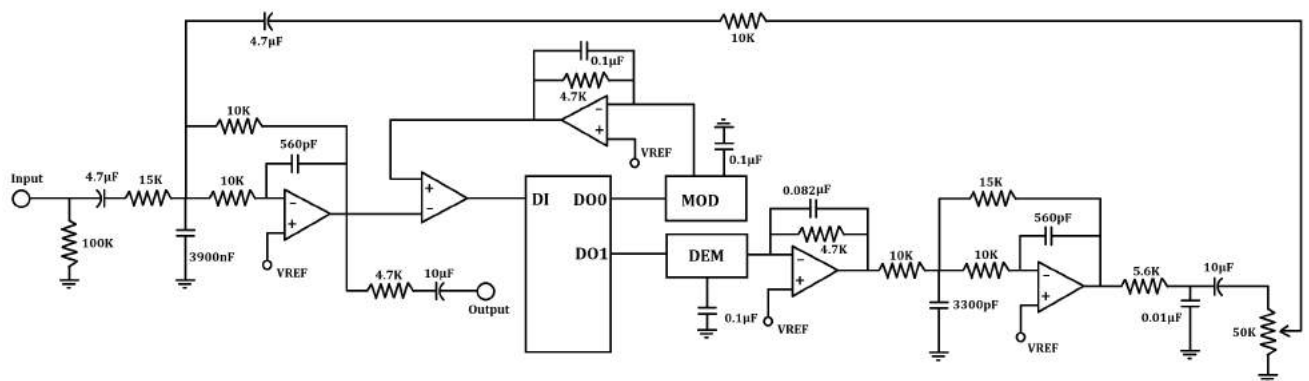 4.7µF
10K
0.1µF
4.7K
-
+
VREF
0.1µF
10K
560pF
Input
4.7µF
15K
10K
-
+
VREF
100K
3900nF
+
-
4.7K
10µF
Output
DI
DO0
DO1
MOD
DEM
0.1µF
0.082µF
4.7K
-
+
VREF
10K
3300pF
15K
560pF
10K
-
+
VREF
5.6K
0.01µF
10µF
50K